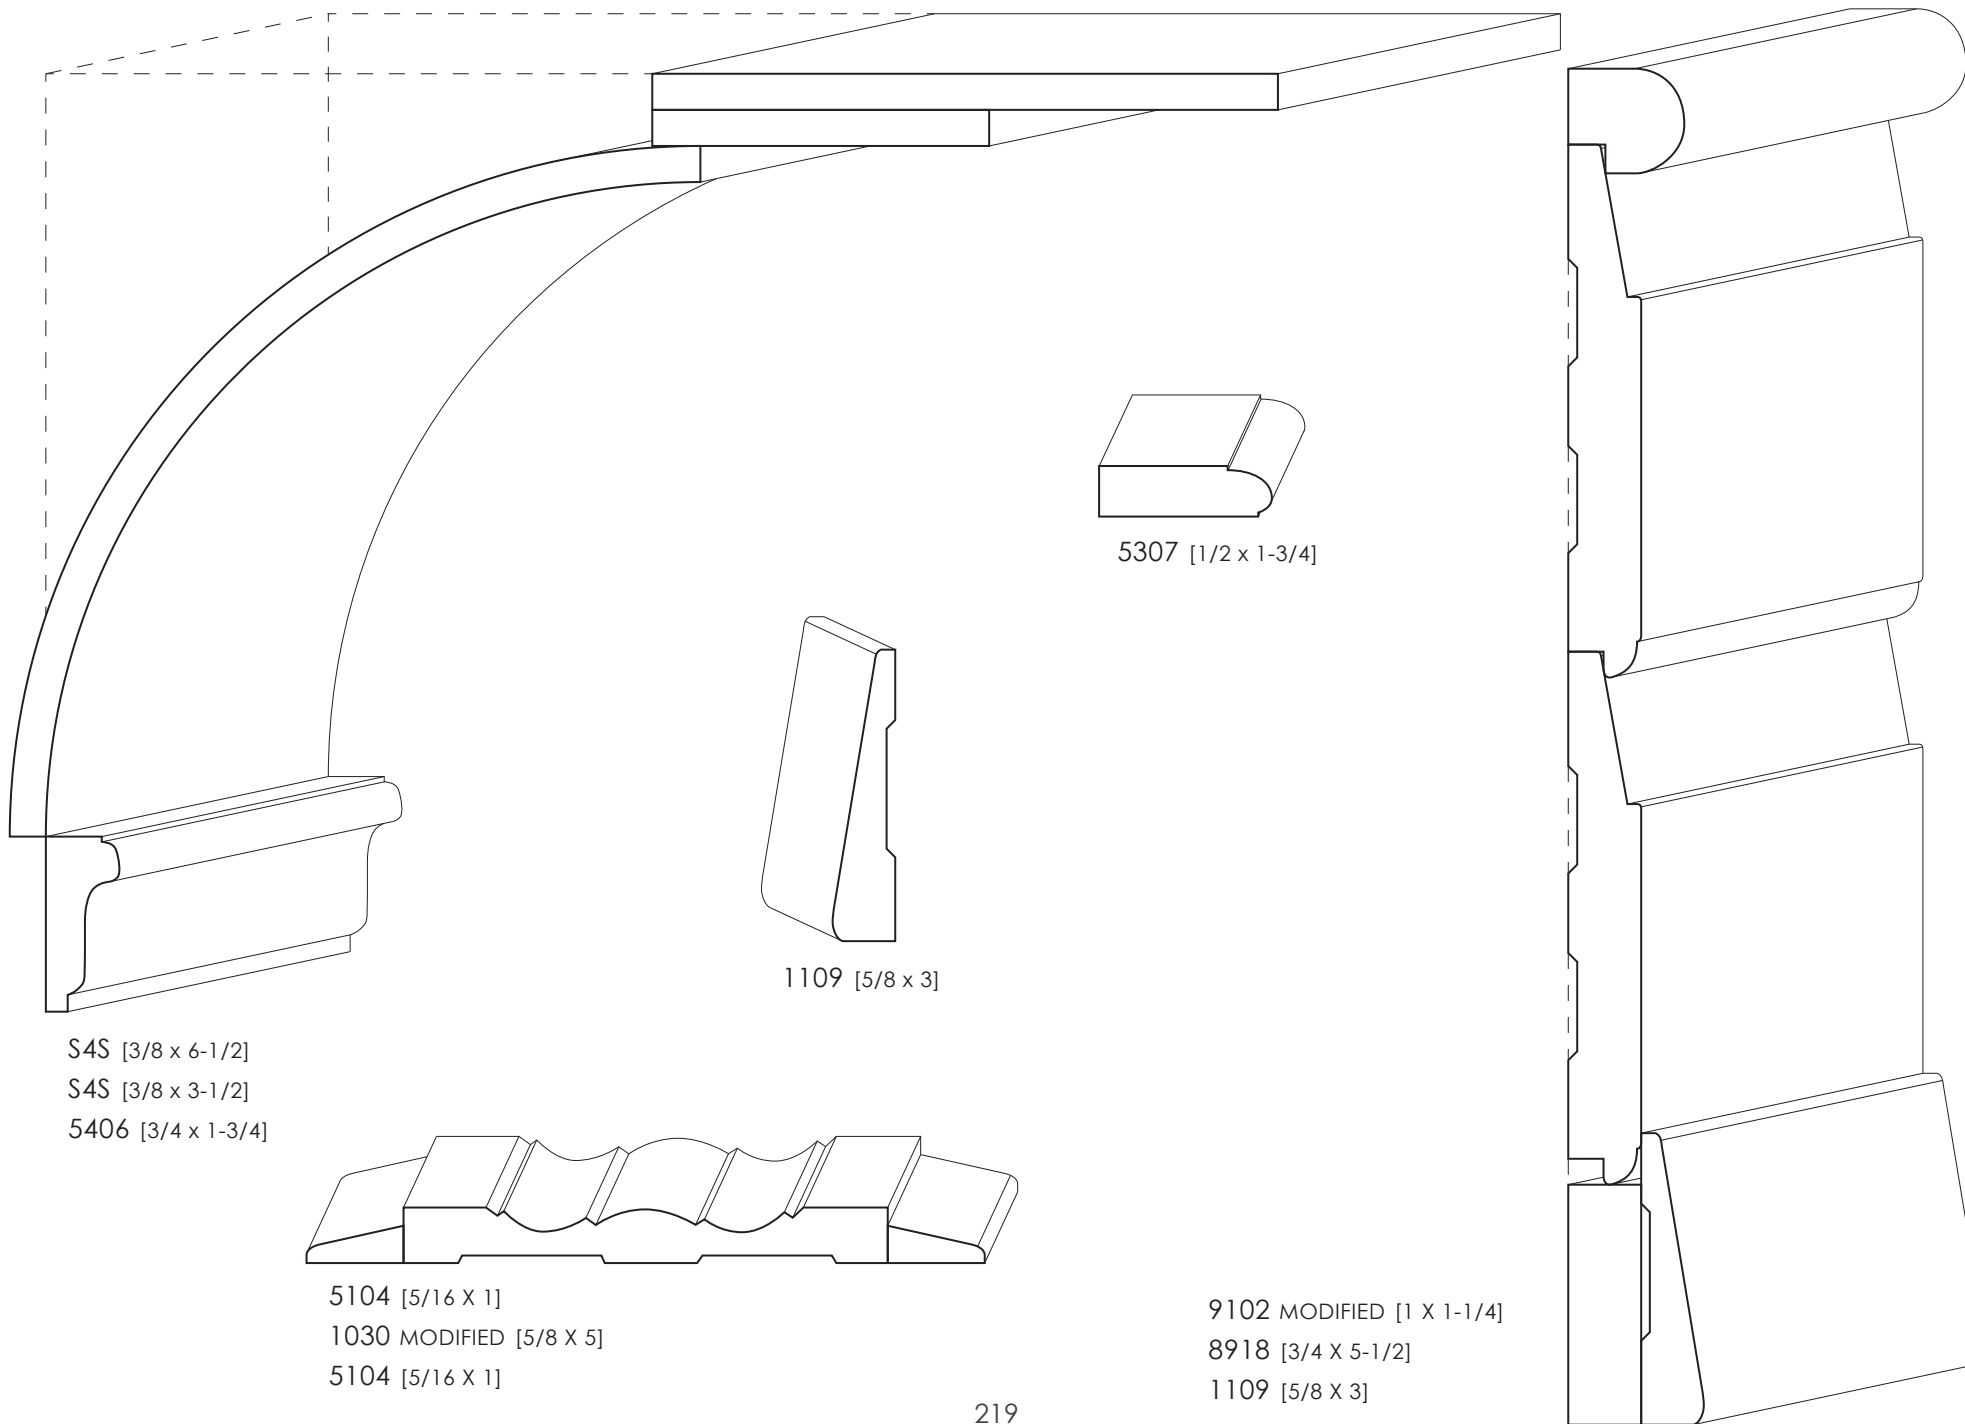 5307 [1/2 x 1-3/4]
1109 [5/8 x 3]
S4S [3/8 x 6-1/2]
S4S [3/8 x 3-1/2]
5406 [3/4 x 1-3/4]
5104 [5/16 X 1]
1030 MODIFIED [5/8 X 5]
5104 [5/16 X 1]
9102 MODIFIED [1 X 1-1/4]
8918 [3/4 X 5-1/2]
1109 [5/8 X 3]
219